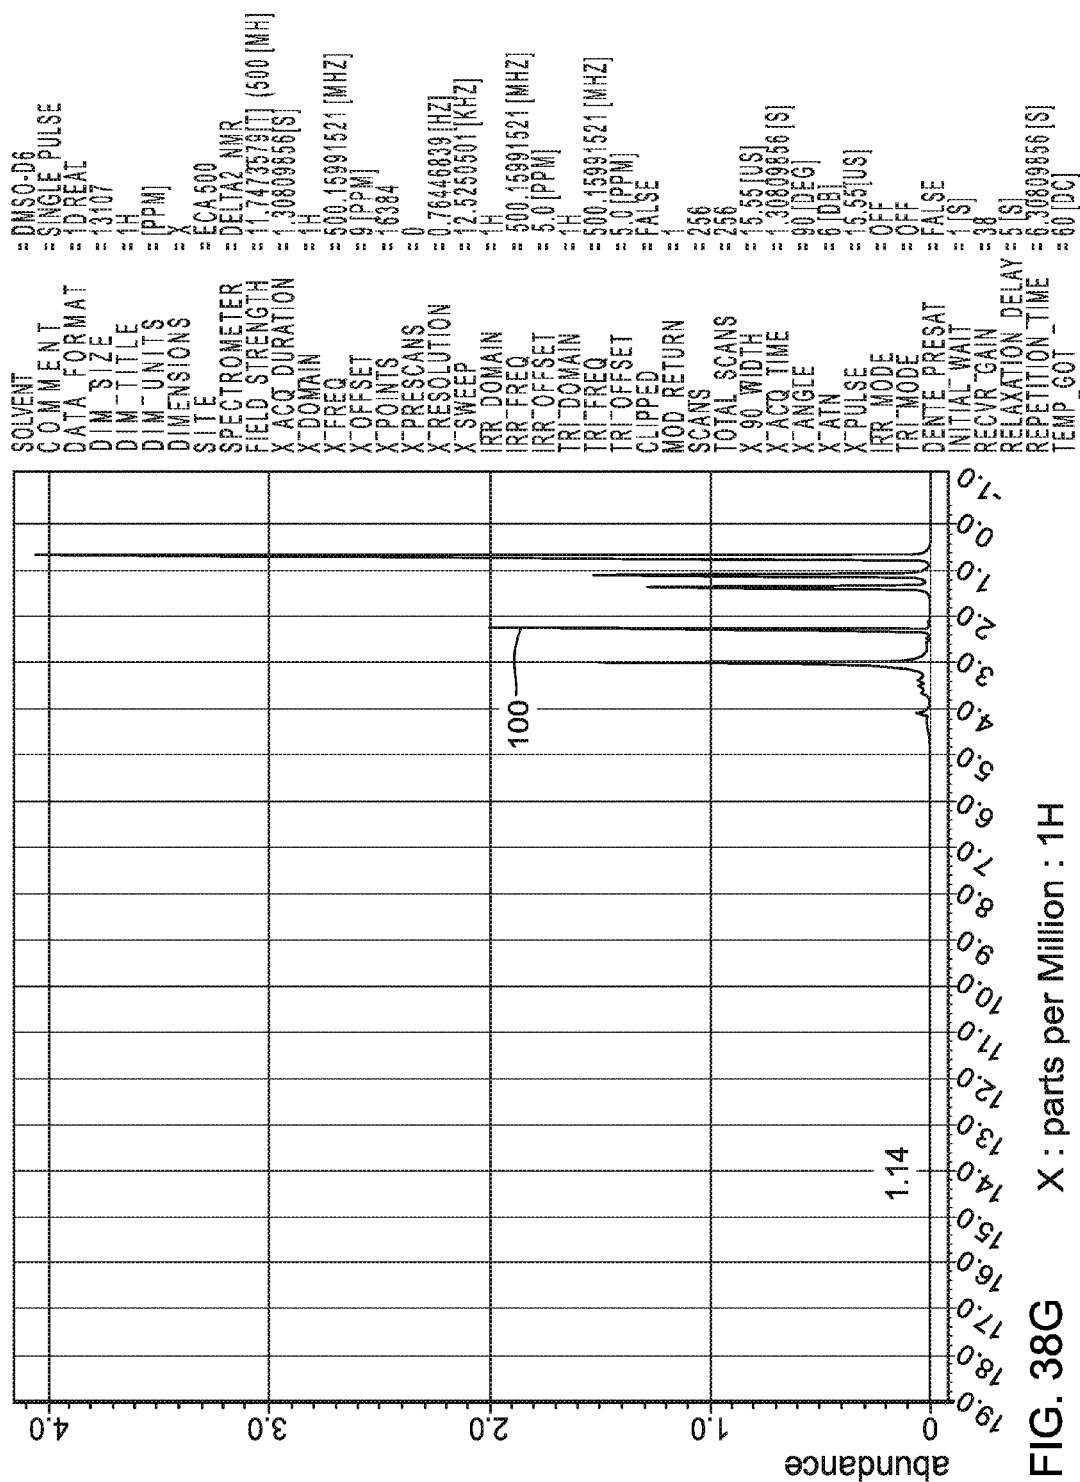 SOLVENT = DMSO-D6
COMMENT = SINGLE PULSE
DATA FORMAT = 1DREAL
DIM SIZE = 13107
DIM TITLE = 1H
DIM UNITS = [PPM]
DIMENSIONS = X
SITE = ECA 500
SPECTROMETER = DELTA2 NMR
FIELD STRENGTH = 11.7473579[T] (500[MH]
X ACQ DURATION = 1.30809856[S]
X DOMAIN = 1H
X FREQ = 500.15991521[MHZ]
X OFFSET = 9[PPM]
X POINTS = 16384
X PRESCANS = 0
X RESOLUTION = 0.76446839[HZ]
X SWEEP = 12.5250501[KHZ]
IRR DOMAIN = 1H
IRR FREQ = 500.15991521[MHZ]
IRR OFFSET = 5.0[PPM]
TRI DOMAIN = 1H
TRI FREQ = 500.15991521[MHZ]
TRI OFFSET = 5.0[PPM]
CLIPPED = FALSE
MOD RETURN = 1
SCANS = 256
TOTAL SCANS = 256
X 90 WIDTH = 15.55[US]
X ACQ TIME = 1.30809856[S]
X ANGLE = 90[DEG]
X ATN = 6[DB]
X PULSE = 15.55[US]
IRR MODE = OFF
TRI MODE = OFF
DENTE PRESAT = FALSE
INITIAL WAIT = 1[S]
RECVR GAIN = 38
RELAXATION DELAY = 5[S]
REPETITION TIME = 6.30809856[S]
TEMP GOT = 60[DC]
abundance
4.0
3.0
2.0
1.0
0
100
1.14
19.0 18.0 17.0 16.0 15.0 14.0 13.0 12.0 11.0 10.0 9.0 8.0 7.0 6.0 5.0 4.0 3.0 2.0 1.0 0.0 -1.0
X : parts per Million : 1H
FIG. 38G